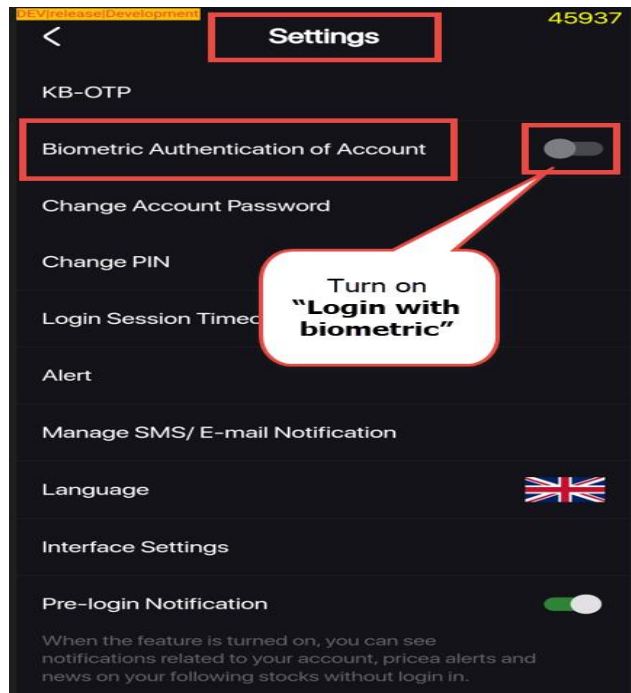 DEV|release|Development
45937
Settings
KB-OTP
Biometric Authentication of Account
Change Account Password
Change PIN
Turn on
“Login with
biometric”
Login Session
Alert
Manage SMS/ E-mail Notification
Language
Interface Settings
Pre-login Notification
When the feature is turned on, you can see
notifications related to your account, pricea alerts and
news on your following stocks without login in.